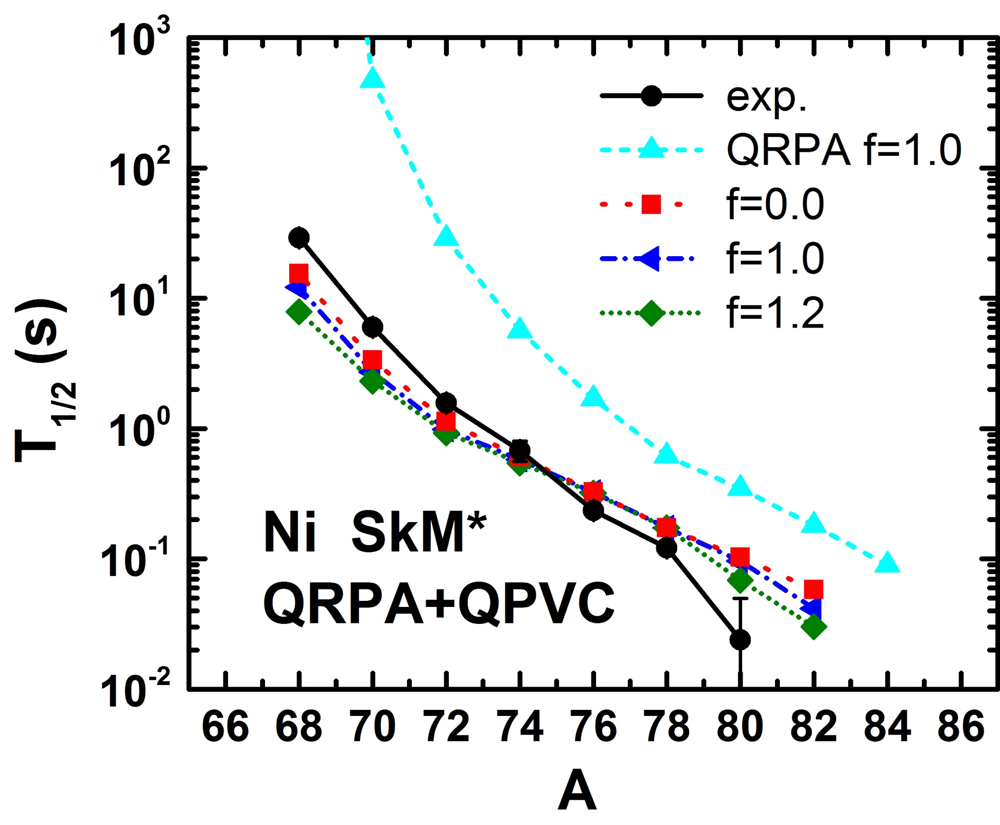 10³
10²
10¹
10⁰
10⁻¹
10⁻²
T₁/₂ (s)
exp.
QRPA f=1.0
f=0.0
f=1.0
f=1.2
Ni SkM*
QRPA+QPVC
66 68 70 72 74 76 78 80 82 84 86
A